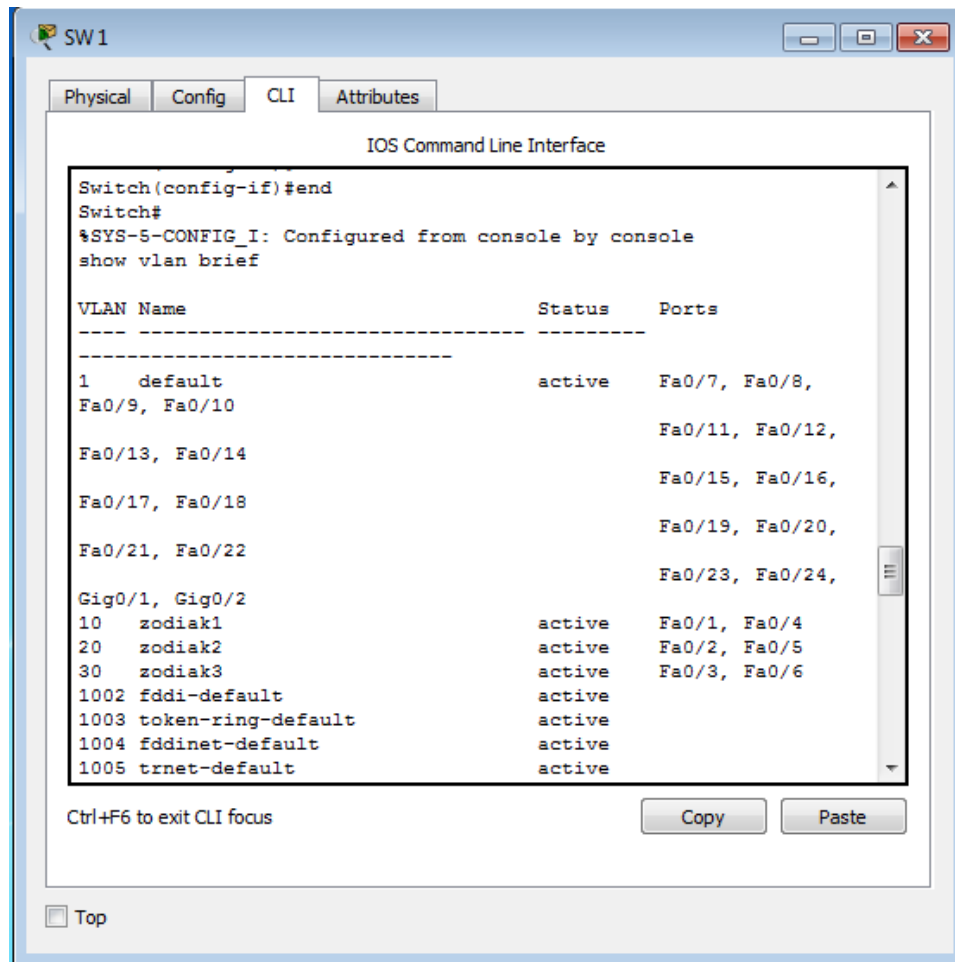 SW1
Physical Config CLI Attributes
IOS Command Line Interface
Switch(config-if)#end
Switch#
%SYS-5-CONFIG_I: Configured from console by console
show vlan brief
VLAN Name                             Status    Ports
---- -------------------------------- ---------
-------------------------------
1    default                          active    Fa0/7, Fa0/8,
Fa0/9, Fa0/10
                                                Fa0/11, Fa0/12,
Fa0/13, Fa0/14
                                                Fa0/15, Fa0/16,
Fa0/17, Fa0/18
                                                Fa0/19, Fa0/20,
Fa0/21, Fa0/22
                                                Fa0/23, Fa0/24,
Gig0/1, Gig0/2
10   zodiak1                          active    Fa0/1, Fa0/4
20   zodiak2                          active    Fa0/2, Fa0/5
30   zodiak3                          active    Fa0/3, Fa0/6
1002 fddi-default                     active
1003 token-ring-default               active
1004 fddinet-default                  active
1005 trnet-default                    active
Ctrl+F6 to exit CLI focus
Copy Paste
Top